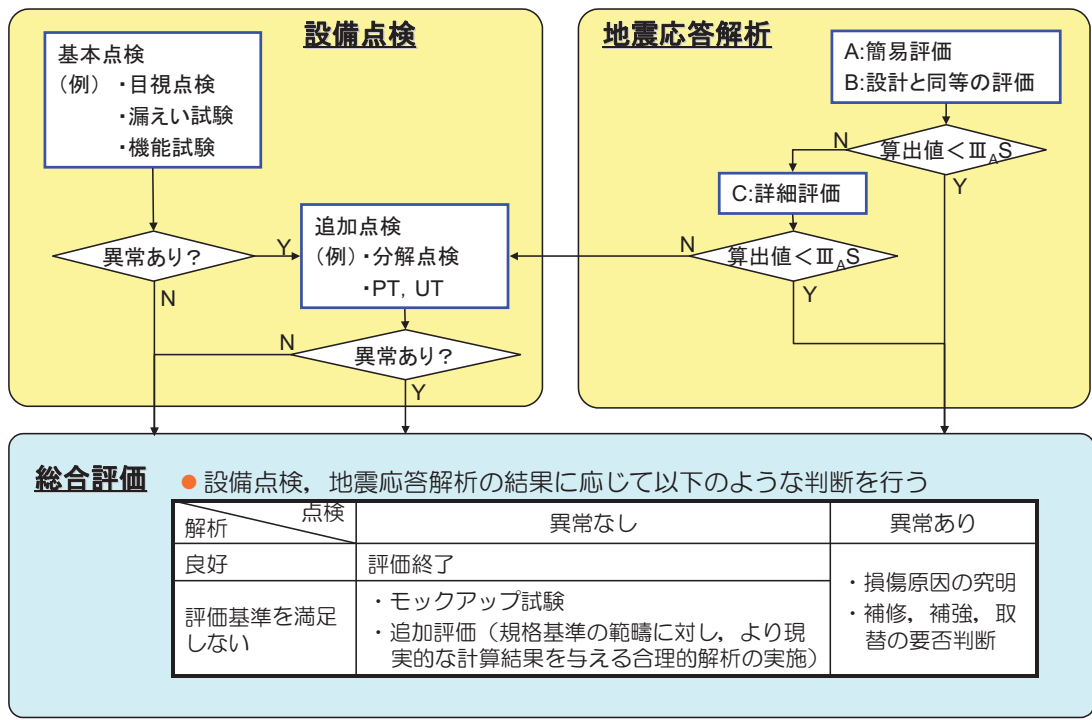 設備点検
基本点検
（例） ・目視点検
・漏えい試験
・機能試験
異常あり？
Y
N
追加点検
（例）・分解点検
・PT，UT
異常あり？
N
Y
地震応答解析
A:簡易評価
B:設計と同等の評価
算出値＜ⅢAS
N
Y
C:詳細評価
算出値＜ⅢAS
N
Y
総合評価
● 設備点検，地震応答解析の結果に応じて以下のような判断を行う
点検
解析
異常なし
異常あり
良好
評価終了
評価基準を満足
しない
・モックアップ試験
・追加評価（規格基準の範疇に対し，より現
実的な計算結果を与える合理的解析の実施）
・損傷原因の究明
・補修，補強，取
替の要否判断